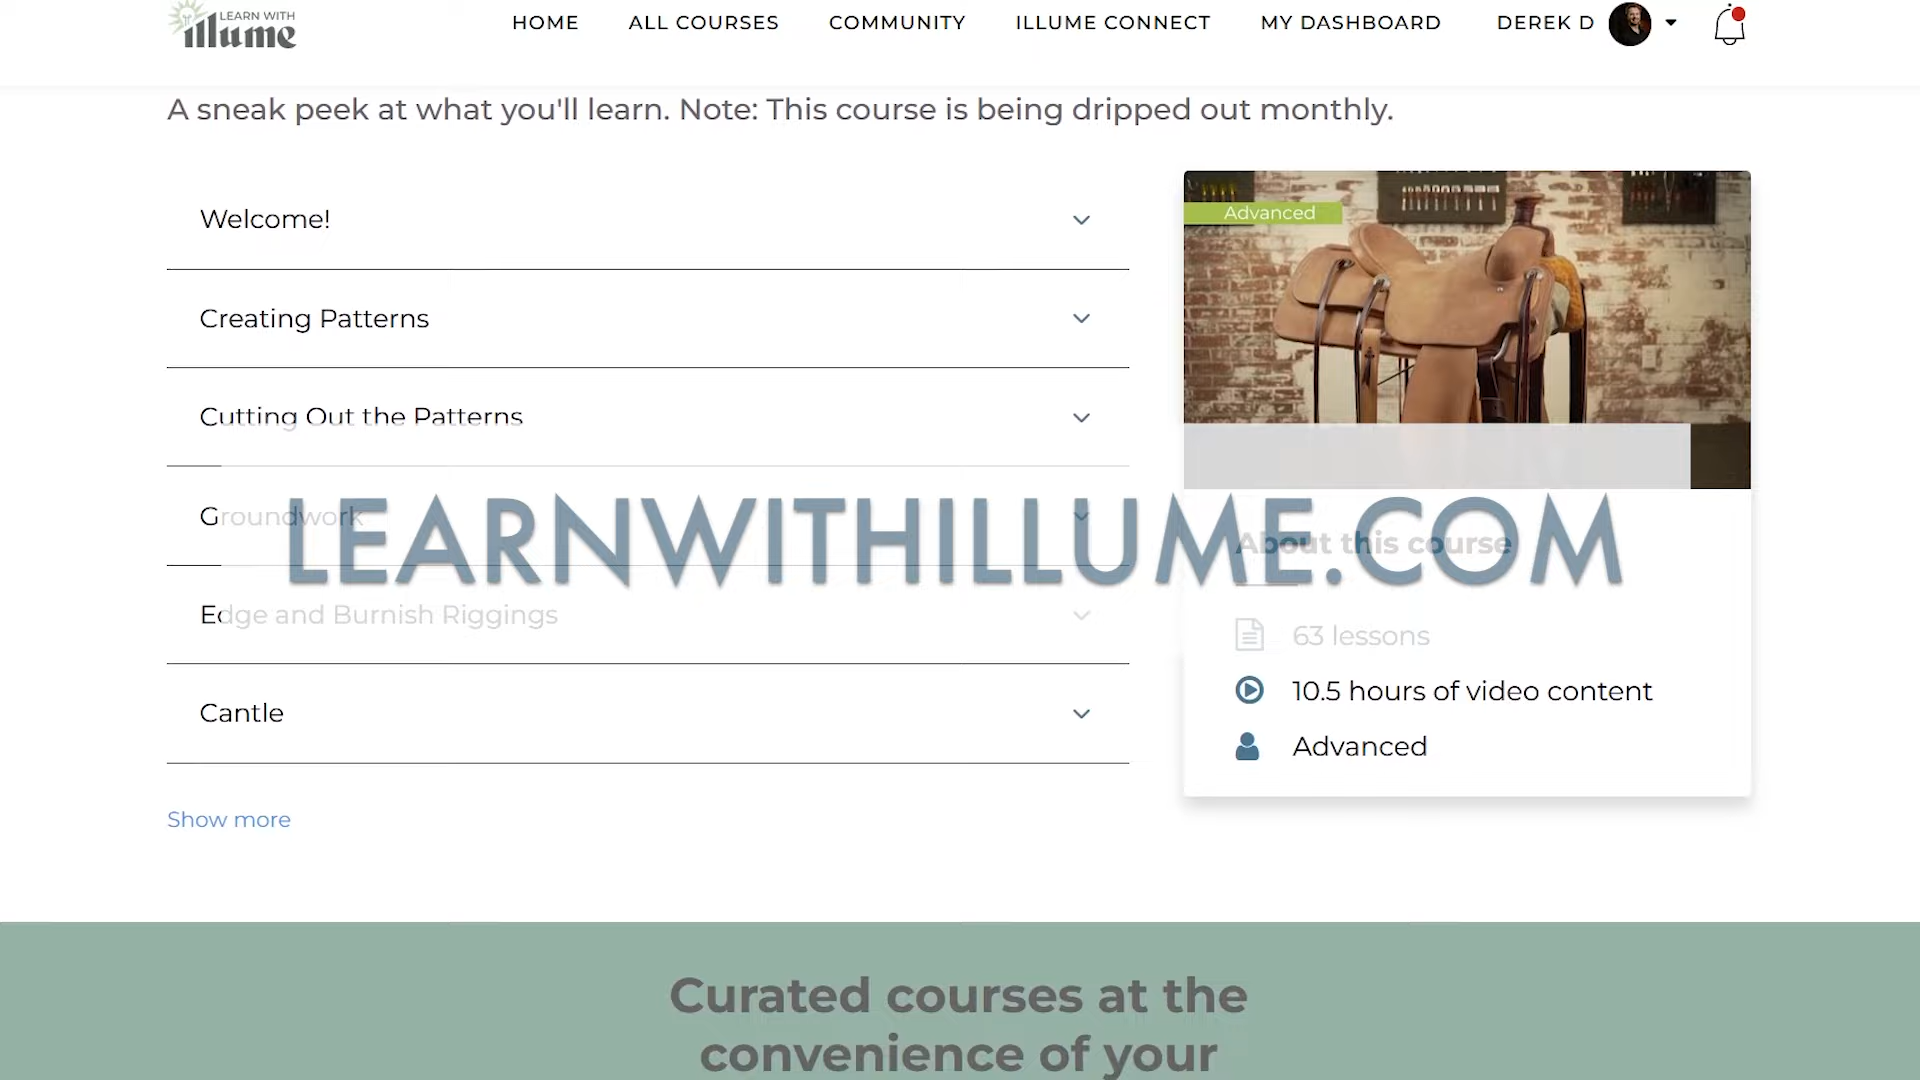 LEARN WITH
illume
HOME
ALL COURSES
COMMUNITY
ILLUME CONNECT
MY DASHBOARD
DEREK D
A sneak peek at what you'll learn. Note: This course is being dripped out monthly.
Welcome!
Creating Patterns
Cutting Out the Patterns
Groundwork
Edge and Burnish Riggings
Cantle
Show more
Advanced
LEARNWITHILLUME.COM
About this course
63 lessons
10.5 hours of video content
Advanced
Curated courses at the
convenience of your